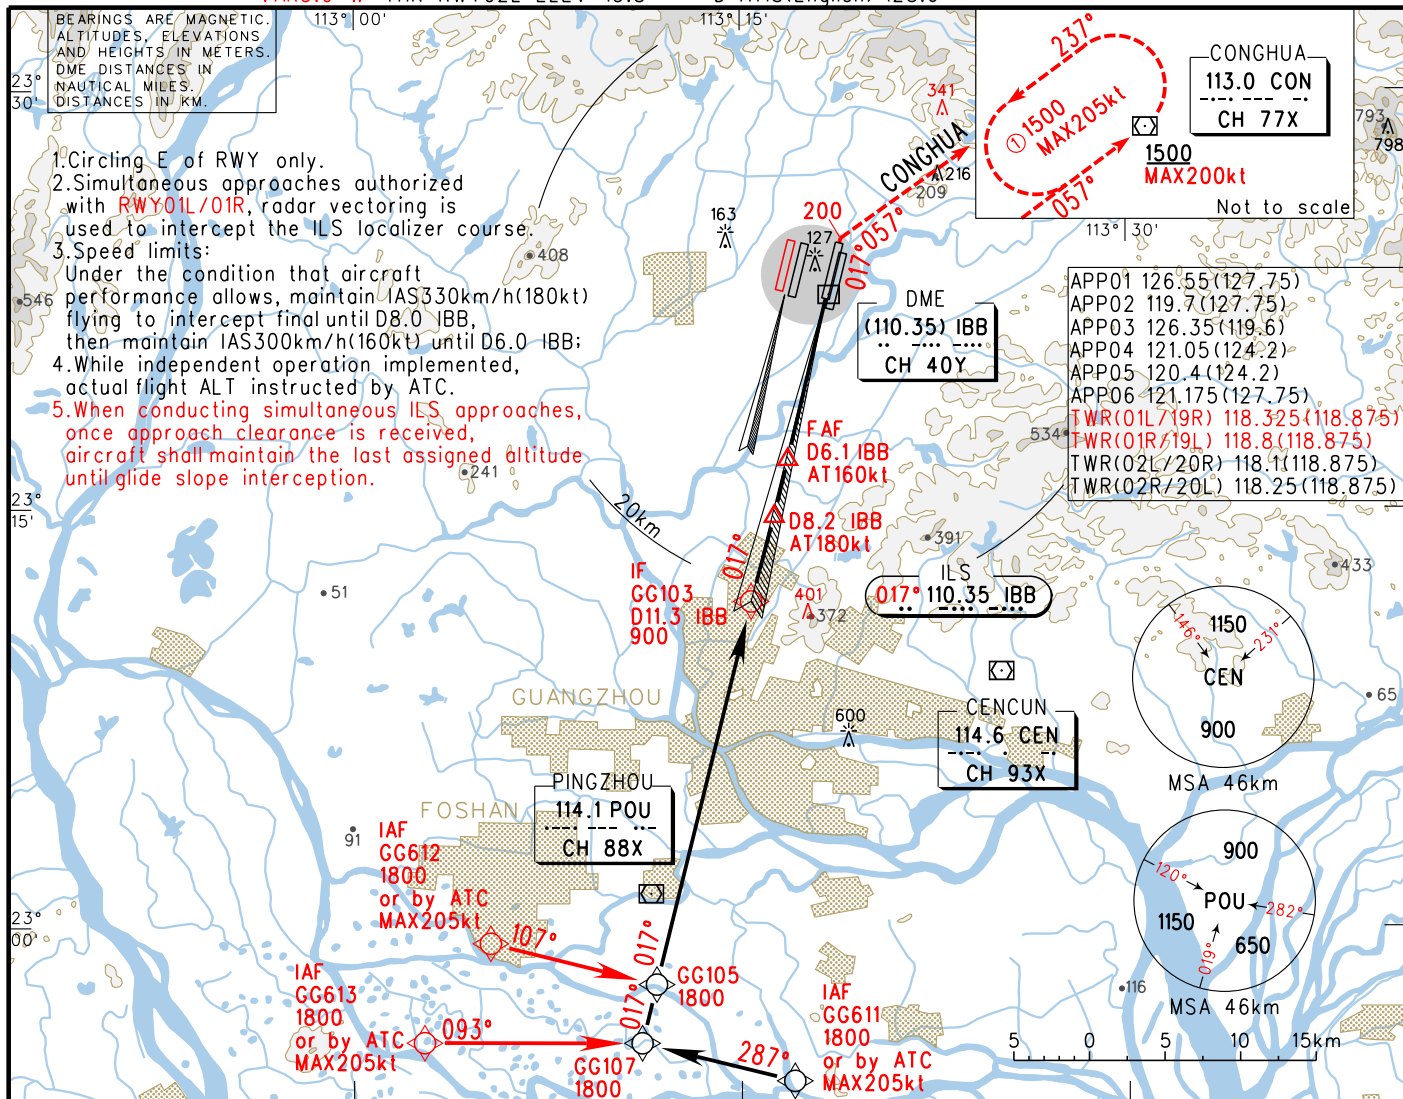 113° 00'
113° 15'
BEARINGS ARE MAGNETIC.
ALTITUDES, ELEVATIONS
AND HEIGHTS IN METERS.
DME DISTANCES IN
NAUTICAL MILES.
DISTANCES IN KM.
23°
30'
1.Circling E of RWY only.
2.Simultaneous approaches authorized
with RWY01L/01R, radar vectoring is
used to intercept the ILS localizer course.
3.Speed limits:
Under the condition that aircraft
performance allows, maintain IAS330km/h(180kt)
flying to intercept final until D8.0 IBB,
then maintain IAS300km/h(160kt) until D6.0 IBB;
4.While independent operation implemented,
actual flight ALT instructed by ATC.
5.When conducting simultaneous ILS approaches,
once approach clearance is received,
aircraft shall maintain the last assigned altitude
until glide slope interception.
237°
① 1500
MAX205kt
057°
1500
MAX200kt
Not to scale
CONGHUA
113.0 CON
CH 77X
793
798
341
CONGHUA
216
209
057°
017°
200
163
127
408
546
113° 30'
DME
(110.35) IBB
CH 40Y
APP01 126.55(127.75)
APP02 119.7(127.75)
APP03 126.35(119.6)
APP04 121.05(124.2)
APP05 120.4(124.2)
APP06 121.175(127.75)
TWR(01L/19R) 118.325(118.875)
TWR(01R/19L) 118.8(118.875)
TWR(02L/20R) 118.1(118.875)
TWR(02R/20L) 118.25(118.875)
534
FAF
D6.1 IBB
AT160kt
241
23°
15'
20km
D8.2 IBB
AT180kt
391
433
017°
IF
GG103
D11.3 IBB
900
401
372
ILS
017° 110.35 IBB
51
146°
1150
231°
CEN
900
MSA 46km
65
GUANGZHOU
600
CENCUN
114.6 CEN
CH 93X
PINGZHOU
114.1 POU
CH 88X
FOSHAN
91
IAF
GG612
1800
or by ATC
MAX205kt
107°
017°
900
120°
POU
282°
1150
650
019°
MSA 46km
23°
00'
GG105
1800
017°
IAF
GG613
1800
or by ATC
MAX205kt
093°
GG107
1800
287°
IAF
GG611
1800
or by ATC
MAX205kt
116
5 0 5 10 15km